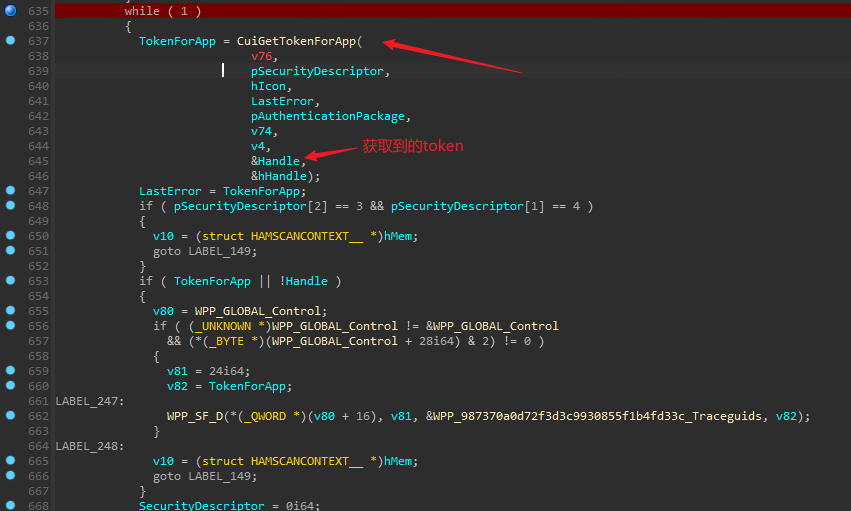 635 while ( 1 )
636 {
637 TokenForApp = CuiGetTokenForApp(
638 v76,
639 pSecurityDescriptor,
640 hIcon,
641 LastError,
642 pAuthenticationPackage,
643 v74,
644 v4,
获取到的token
645 &Handle,
646 &hHandle);
647 LastError = TokenForApp;
648 if ( pSecurityDescriptor[2] == 3 && pSecurityDescriptor[1] == 4 )
649 {
650 v10 = (struct HAMSCANCONTEXT__ *)hMem;
651 goto LABEL_149;
652 }
653 if ( TokenForApp || !Handle )
654 {
655 v80 = WPP_GLOBAL_Control;
656 if ( (_UNKNOWN *)WPP_GLOBAL_Control != &WPP_GLOBAL_Control
657 && (*(_BYTE *)(WPP_GLOBAL_Control + 28i64) & 2) != 0 )
658 {
659 v81 = 24i64;
660 v82 = TokenForApp;
661 LABEL_247:
662 WPP_SF_D(*(_QWORD *)(v80 + 16), v81, &WPP_987370a0d72f3d3c9930855f1b4fd33c_Traceguids, v82);
663 }
664 LABEL_248:
665 v10 = (struct HAMSCANCONTEXT__ *)hMem;
666 goto LABEL_149;
667 }
668 SecurityDescriptor = 0i64;